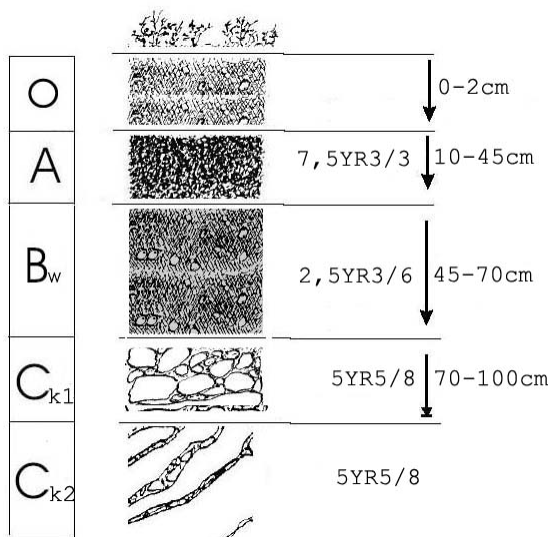 O 0-2cm
A 7,5YR3/3 10-45cm
Bw 2,5YR3/6 45-70cm
Ck1 5YR5/8 70-100cm
Ck2 5YR5/8